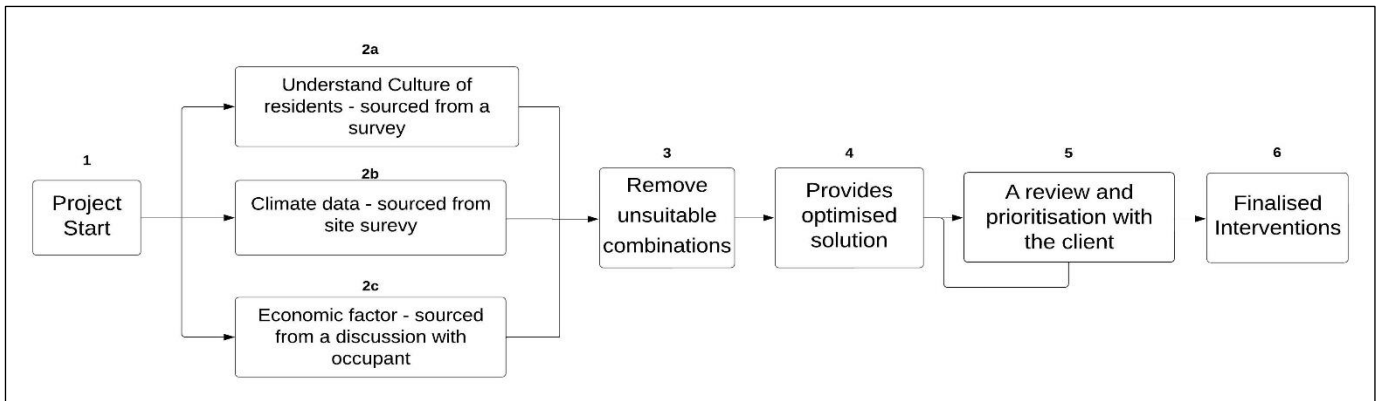 1
Project
Start
2a
Understand Culture of
residents - sourced from a
survey
2b
Climate data - sourced from
site surevy
2c
Economic factor - sourced
from a discussion with
occupant
3
Remove
unsuitable
combinations
4
Provides
optimised
solution
5
A review and
prioritisation with
the client
6
Finalised
Interventions